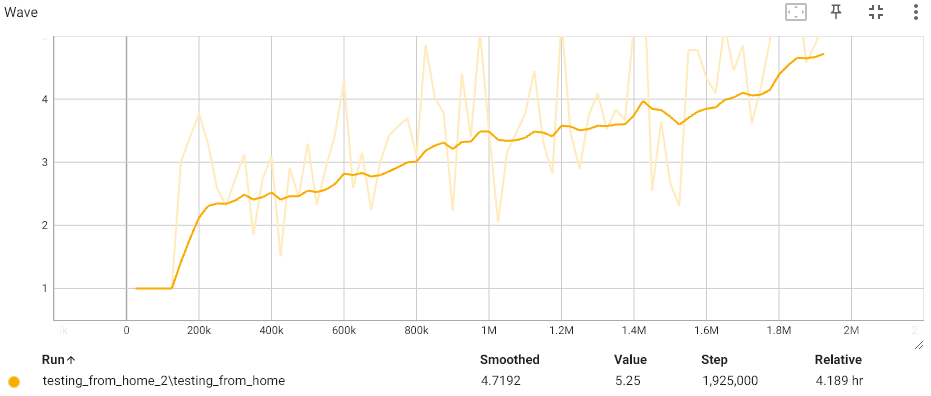 Wave
4
3
2
1
0k
0
200k
400k
600k
800k
1M
1.2M
1.4M
1.6M
1.8M
2M
2.
Run↑ Smoothed Value Step Relative
testing_from_home_2\testing_from_home 4.7192 5.25 1,925,000 4.189 hr